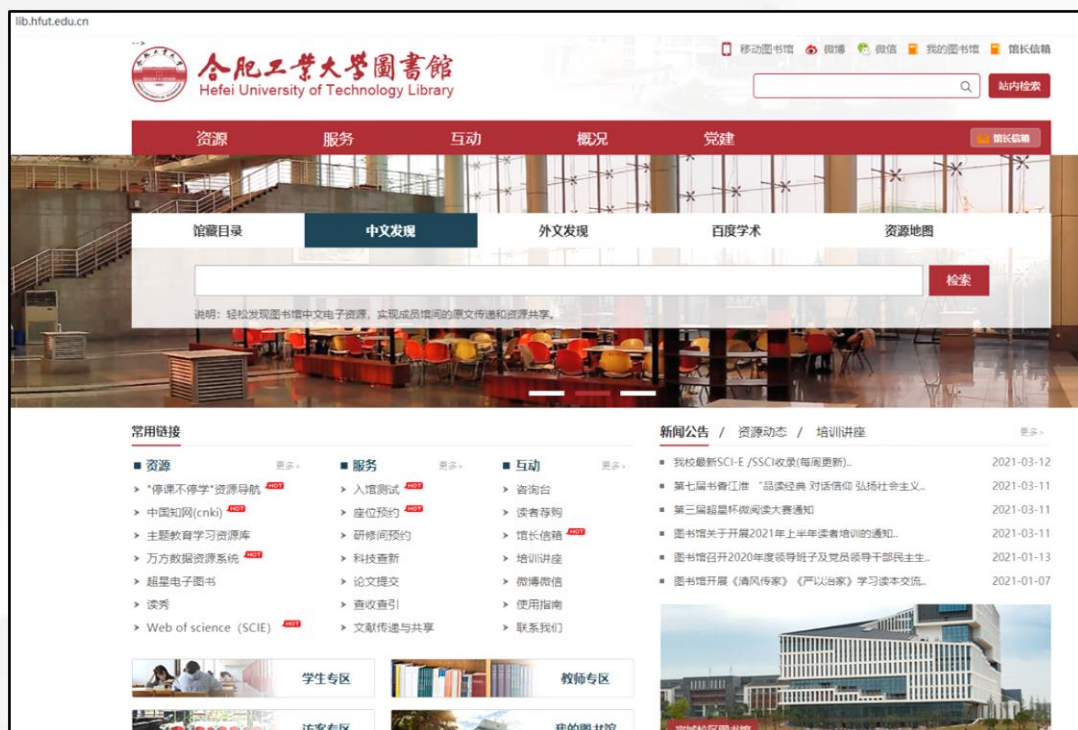 lib.hfut.edu.cn
-->
移动图书馆 微博 微信 我的图书馆 馆长信箱
合肥工业大学圖書館
Hefei University of Technology Library
站内检索
资源 服务 互动 概况 党建 馆长信箱
馆藏目录 中文发现 外文发现 百度学术 资源地图
检索
说明：轻松发现图书馆中文电子资源，实现成员馆间的原文传递和资源共享。
常用链接
资源 更多>
"停课不停学"资源导航 HOT
中国知网(cnki) HOT
主题教育学习资源库
万方数据资源系统 HOT
超星电子图书
读秀
Web of science（SCIE） HOT
服务 更多>
入馆测试 HOT
座位预约 HOT
研修间预约
科技查新
论文提交
查收查引
文献传递与共享
互动 更多>
咨询台
读者荐购
馆长信箱 HOT
培训讲座
微博微信
使用指南
联系我们
新闻公告 / 资源动态 / 培训讲座 更多>
我校最新SCI-E /SSCI收录(每周更新).. 2021-03-12
第七届书香江淮 “品读经典 对话信仰 弘扬社会主义.. 2021-03-11
第三届超星杯微阅读大赛通知 2021-03-11
图书馆关于开展2021年上半年读者培训的通知.. 2021-03-11
图书馆召开2020年度领导班子及党员领导干部民主生.. 2021-01-13
图书馆开展《清风传家》《严以治家》学习读本交流.. 2021-01-07
学生专区 教师专区
访客专区 我的图书馆
宣城校区图书馆